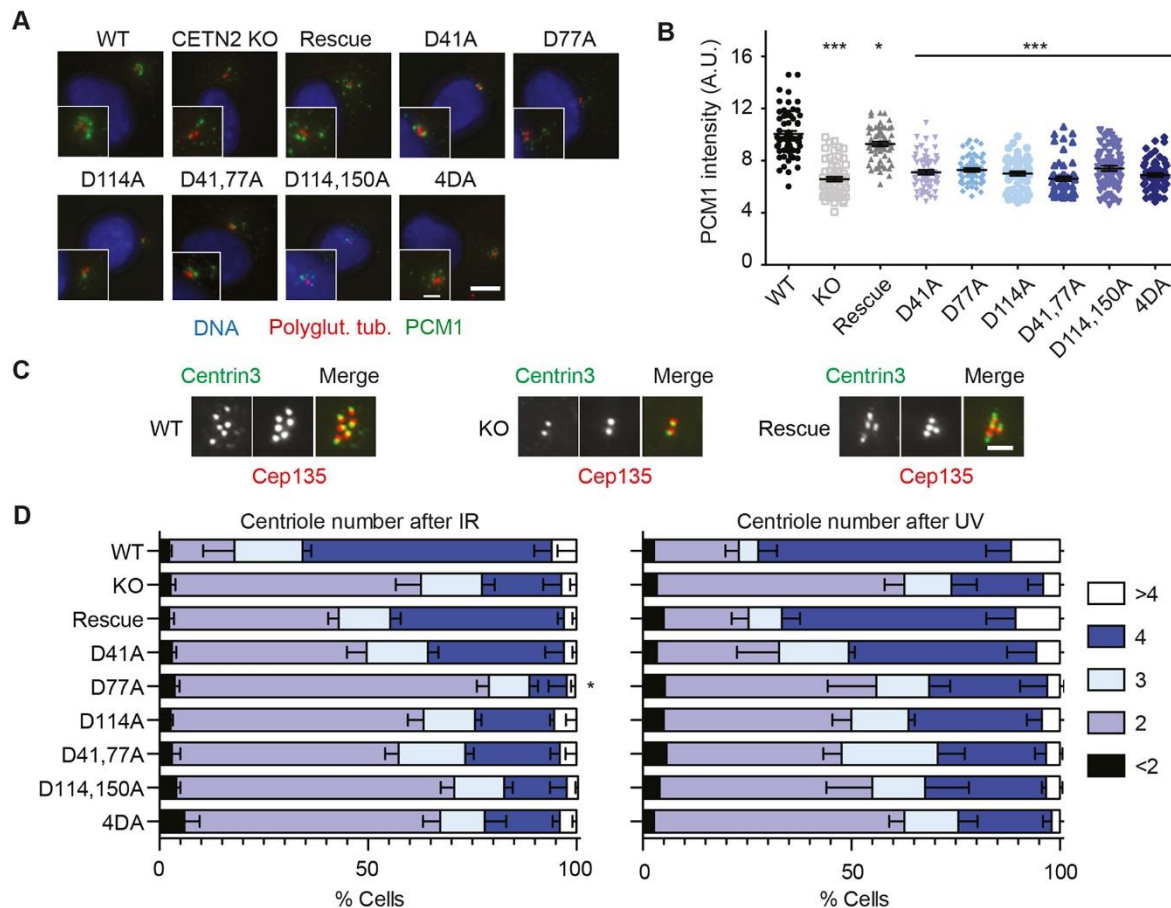 A
WT CETN2 KO Rescue D41A D77A
D114A D41,77A D114,150A 4DA
DNA Polyglut. tub. PCM1
B
PCM1 intensity (A.U.)
16
12
8
4
0
*** * ***
WT KO Rescue D41A D77A D114A D41,77A D114,150A 4DA
C
Centrin3 Merge Centrin3 Merge Centrin3 Merge
WT KO Rescue
Cep135 Cep135 Cep135
D
Centriole number after IR Centriole number after UV
WT
KO
Rescue
D41A
D77A *
D114A
D41,77A
D114,150A
4DA
>4
4
3
2
<2
0 50 100 0 50 100
% Cells % Cells